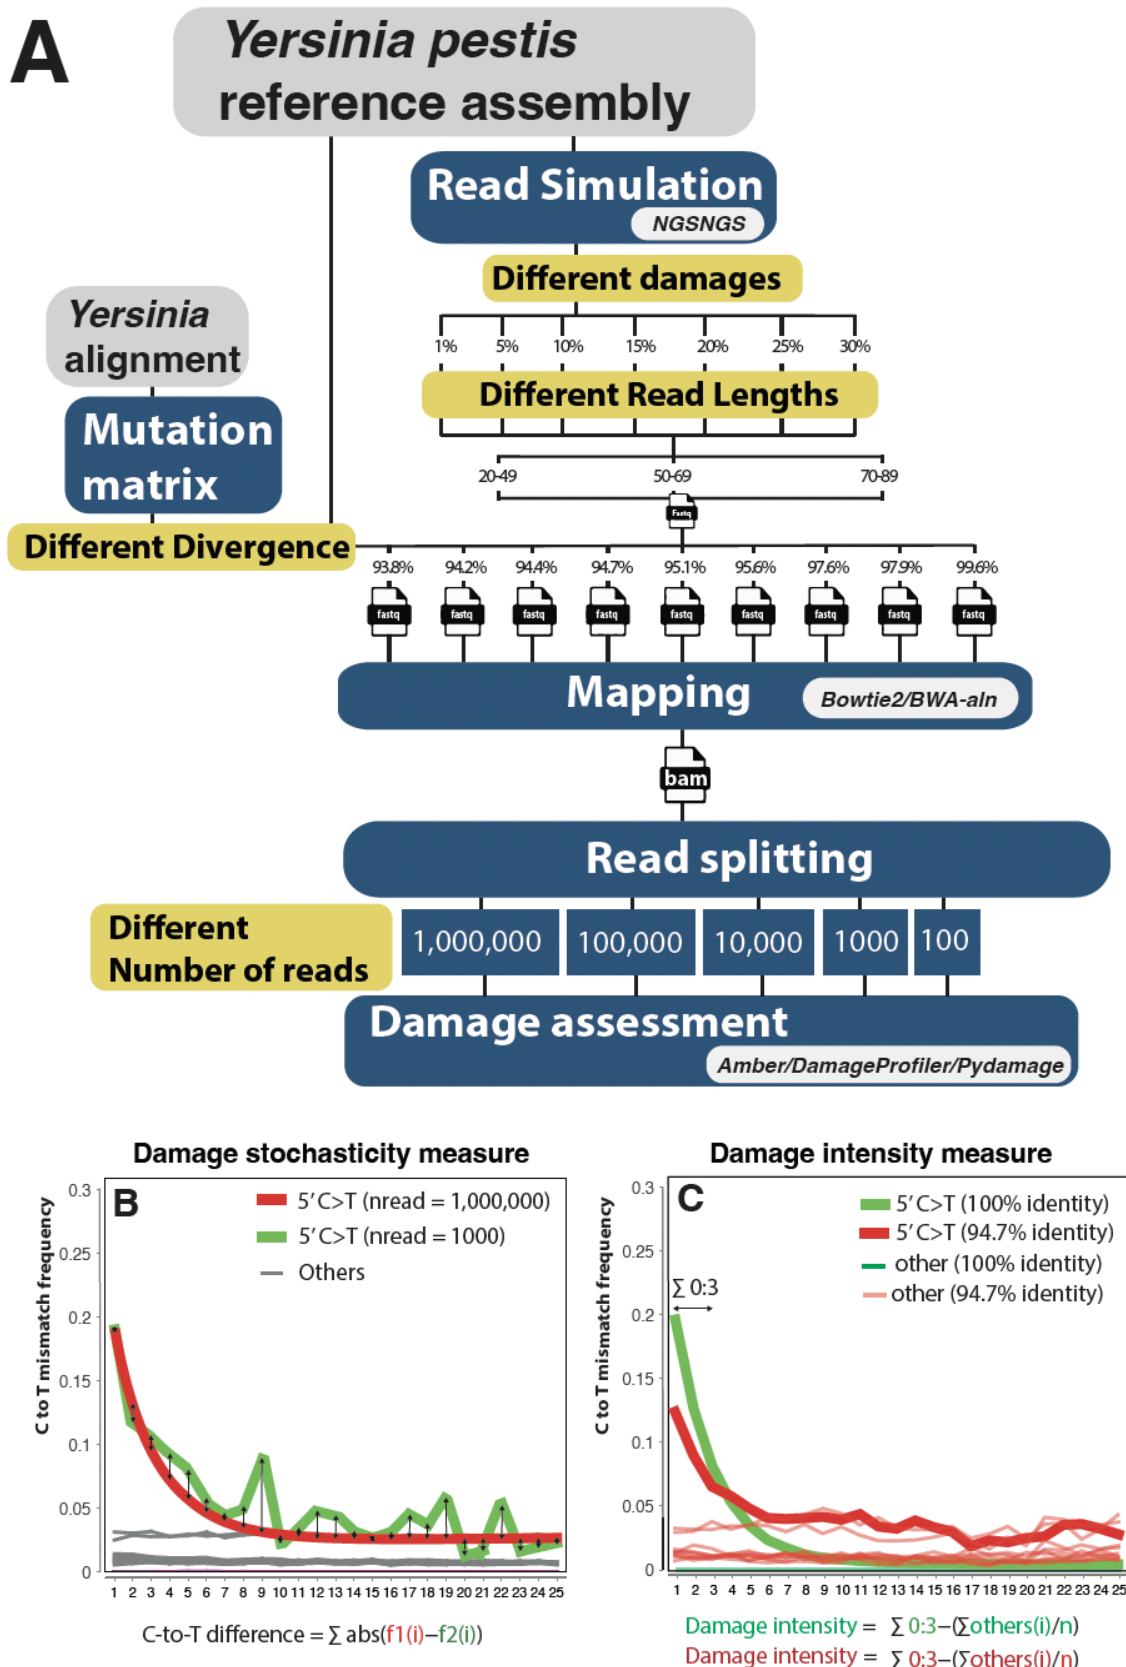 A
Yersinia pestis
reference assembly
Read Simulation
NGSNGS
Different damages
1% 5% 10% 15% 20% 25% 30%
Yersinia
alignment
Different Read Lengths
Mutation
matrix
20-49 50-69 70-89
Fastq
Different Divergence
93.8% 94.2% 94.4% 94.7% 95.1% 95.6% 97.6% 97.9% 99.6%
fastq fastq fastq fastq fastq fastq fastq fastq fastq
Mapping
Bowtie2/BWA-aln
bam
Read splitting
Different
Number of reads
1,000,000 100,000 10,000 1000 100
Damage assessment
Amber/DamageProfiler/Pydamage
Damage stochasticity measure
B
C to T mismatch frequency
0.3
0.25
0.2
0.15
0.1
0.05
0
5'C>T (nread = 1,000,000)
5'C>T (nread = 1000)
Others
1 2 3 4 5 6 7 8 9 10 11 12 13 14 15 16 17 18 19 20 21 22 23 24 25
C-to-T difference = ∑ abs(f1(i)–f2(i))
Damage intensity measure
C
C to T mismatch frequency
0.3
0.25
0.2
0.15
0.1
0.05
0
5'C>T (100% identity)
5'C>T (94.7% identity)
other (100% identity)
other (94.7% identity)
∑ 0:3
1 2 3 4 5 6 7 8 9 10 11 12 13 14 15 16 17 18 19 20 21 22 23 24 25
Damage intensity = ∑ 0:3–(∑others(i)/n)
Damage intensity = ∑ 0:3–(∑others(i)/n)